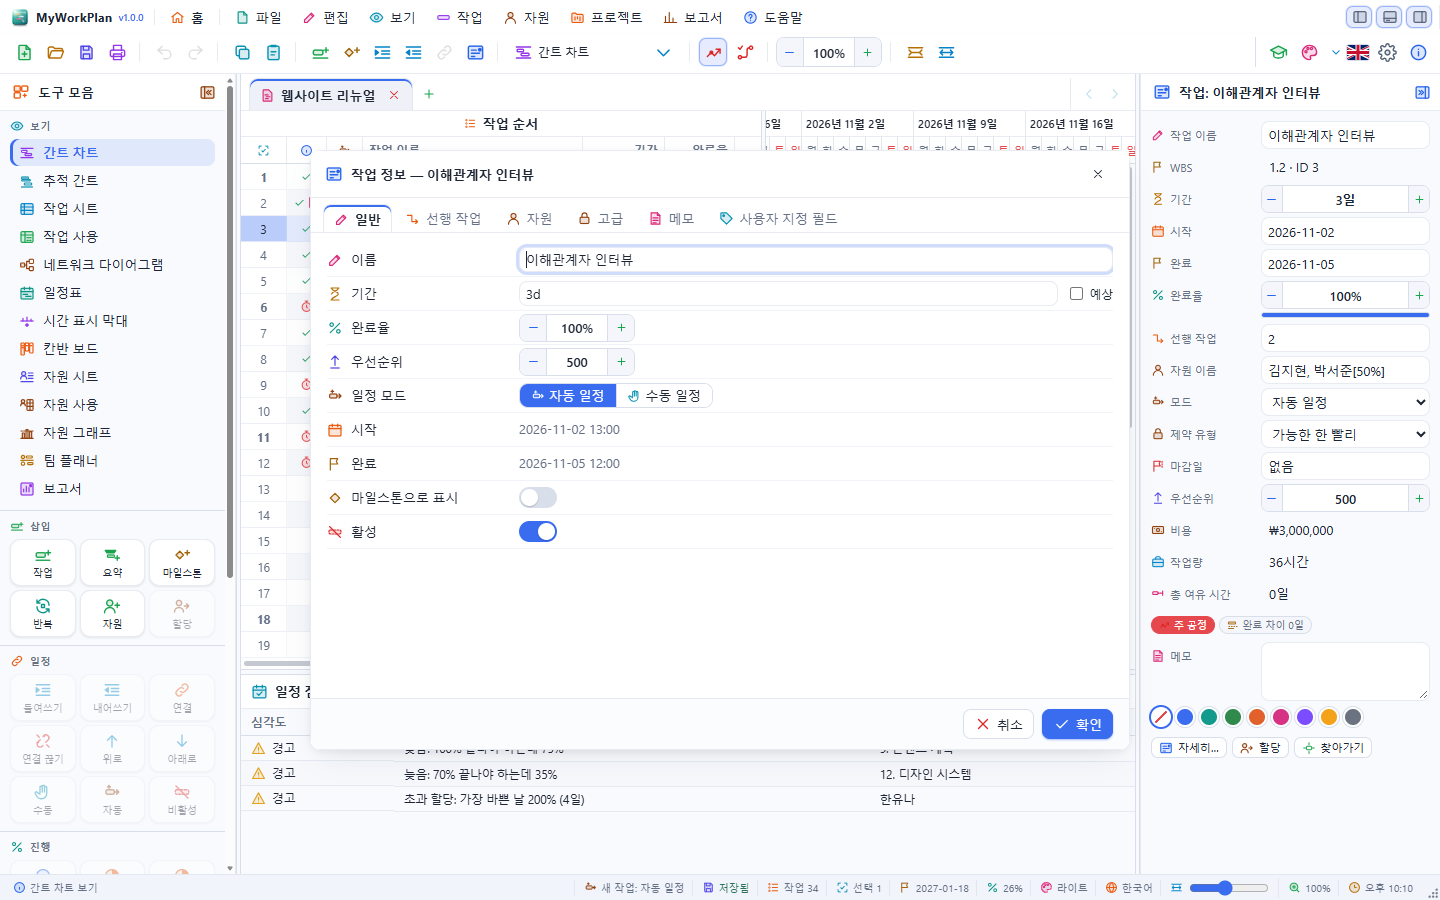 MyWorkPlan v1.0.0 홈 파일 편집 보기 작업 자원 프로젝트 보고서 도움말
간트 차트 100%
도구 모음
보기
간트 차트
추적 간트
작업 시트
작업 사용
네트워크 다이어그램
일정표
시간 표시 막대
칸반 보드
자원 시트
자원 사용
자원 그래프
팀 플래너
보고서
삽입
작업 요약 마일스톤
반복 자원 할당
일정
들여쓰기 내어쓰기 연결
연결 끊기 위로 아래로
수동 자동 비활성
진행
웹사이트 리뉴얼
작업 순서
2026년 11월 2일 2026년 11월 9일 2026년 11월 16일
1
2
3
4
5
6
7
8
9
10
11
12
13
14
15
16
17
18
19
작업 정보 — 이해관계자 인터뷰
일반 선행 작업 자원 고급 메모 사용자 지정 필드
이름 이해관계자 인터뷰
기간 3d 예상
완료율 100%
우선순위 500
일정 모드 자동 일정 수동 일정
시작 2026-11-02 13:00
완료 2026-11-05 12:00
마일스톤으로 표시
활성
취소 확인
심각도
경고
경고 늦음: 70% 끝나야 하는데 35% 12. 디자인 시스템
경고 초과 할당: 가장 바쁜 날 200% (4일) 한유나
작업: 이해관계자 인터뷰
작업 이름 이해관계자 인터뷰
WBS 1.2 · ID 3
기간 3일
시작 2026-11-02
완료 2026-11-05
완료율 100%
선행 작업 2
자원 이름 김지현, 박서준[50%]
모드 자동 일정
제약 유형 가능한 한 빨리
마감일 없음
우선순위 500
비용 ₩3,000,000
작업량 36시간
총 여유 시간 0일
주 공정 완료 차이 0일
메모
자세히... 할당 찾아가기
간트 차트 보기 새 작업: 자동 일정 저장됨 작업 34 선택 1 2027-01-18 26% 라이트 한국어 100% 오후 10:10